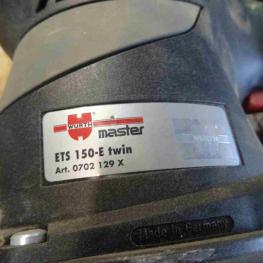 WÜRTH
master
ETS 150-E twin
Art. 0702 129 X
Made in Germany